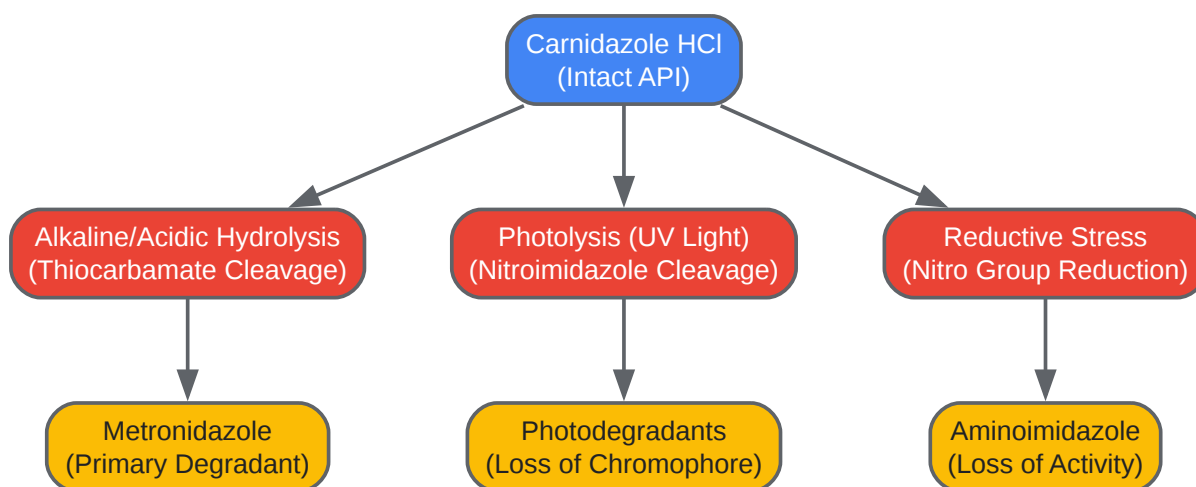 Carnidazole HCl
(Intact API)
Alkaline/Acidic Hydrolysis
(Thiocarbamate Cleavage)
Photolysis (UV Light)
(Nitroimidazole Cleavage)
Reductive Stress
(Nitro Group Reduction)
Metronidazole
(Primary Degradant)
Photodegradants
(Loss of Chromophore)
Aminoimidazole
(Loss of Activity)